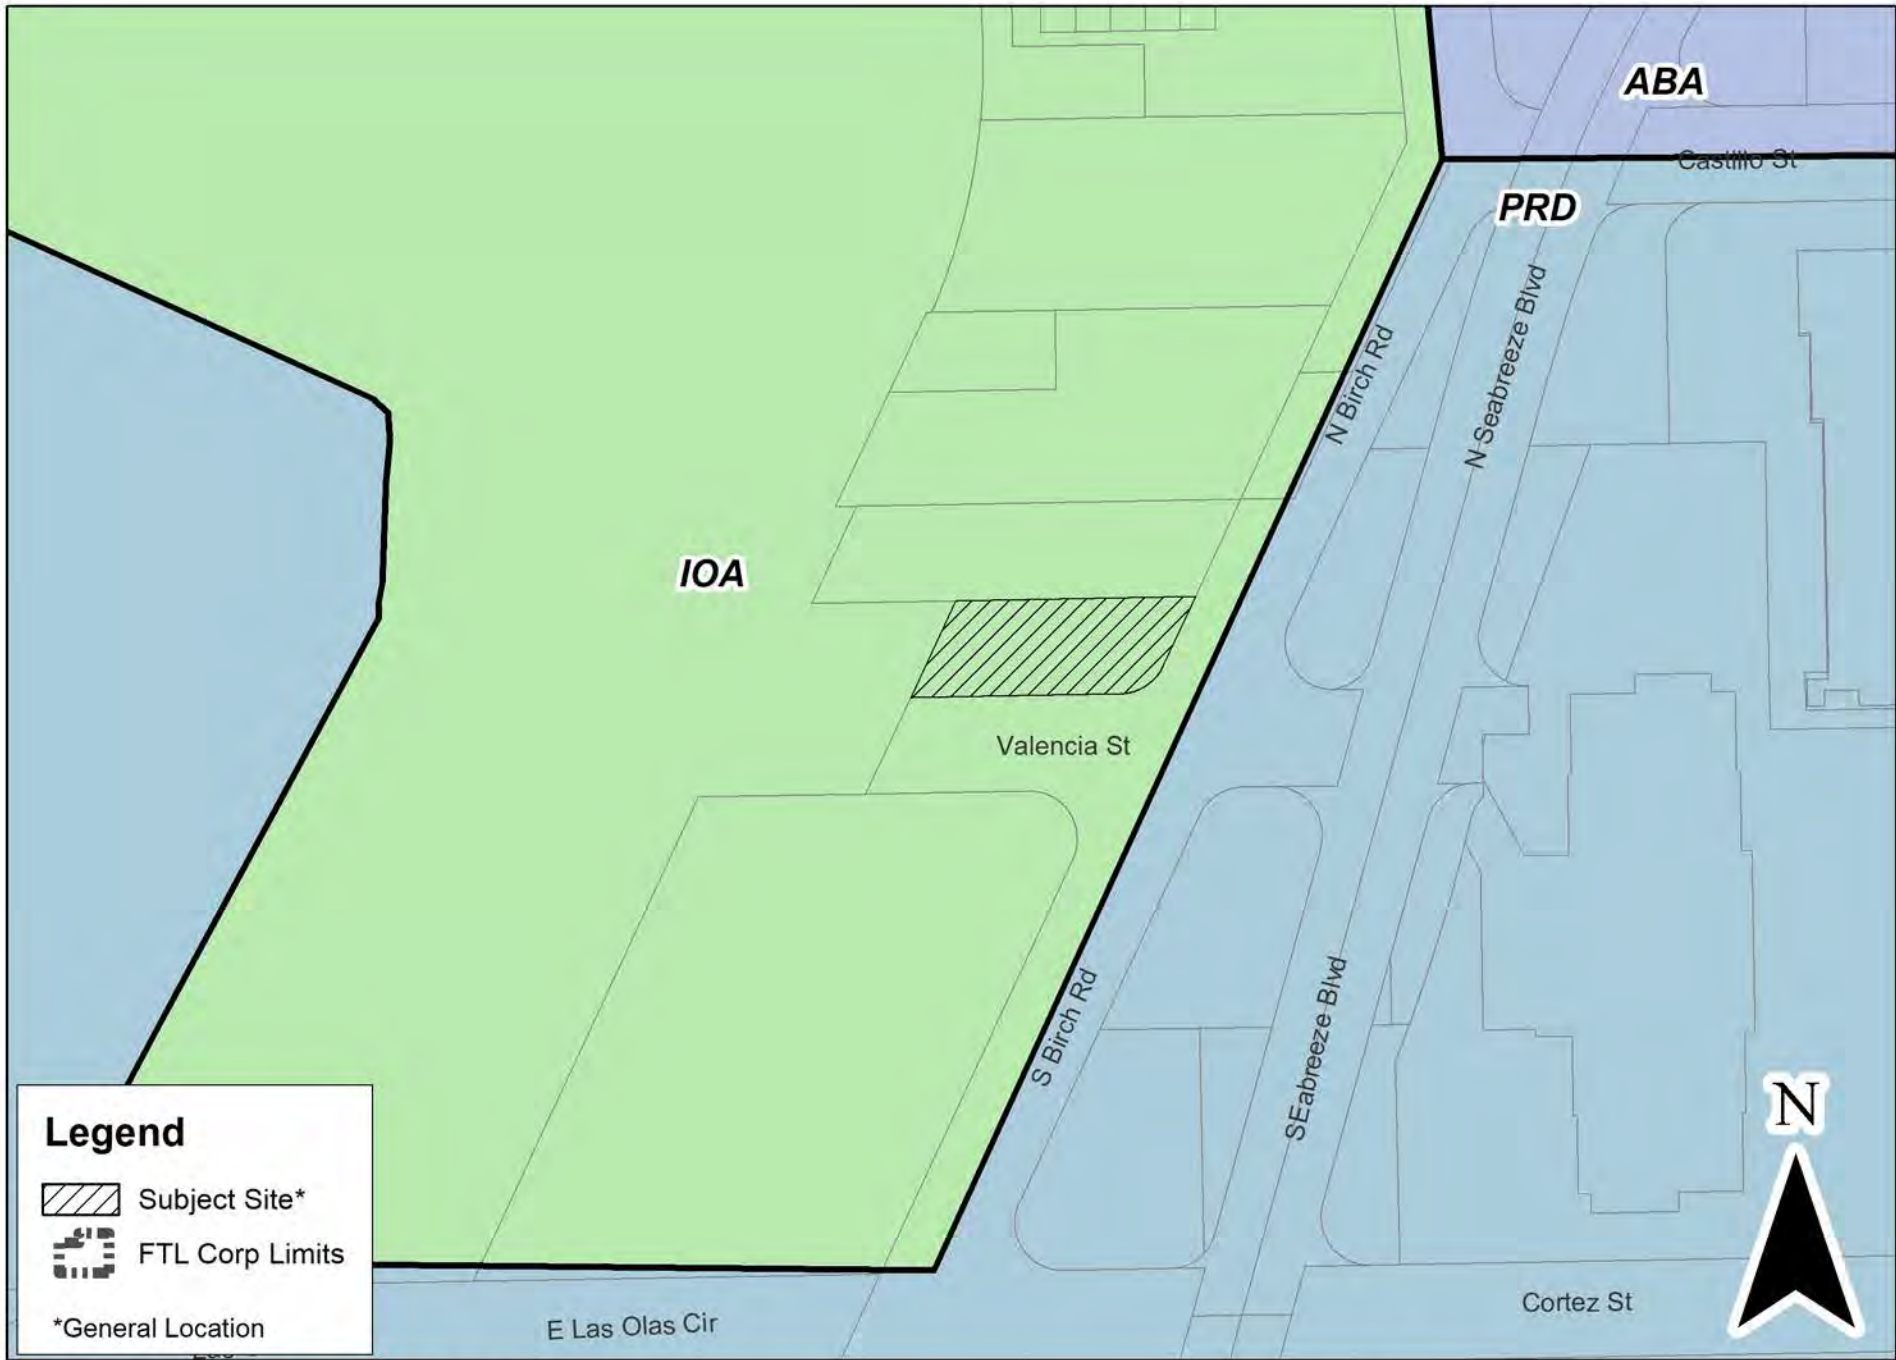 ABA
Castillo St
PRD
N Seabreeze Blvd
N Birch Rd
IOA
Valencia St
S Birch Rd
SEabreeze Blvd
N
Legend
Subject Site*
FTL Corp Limits
*General Location
E Las Olas Cir
Cortez St